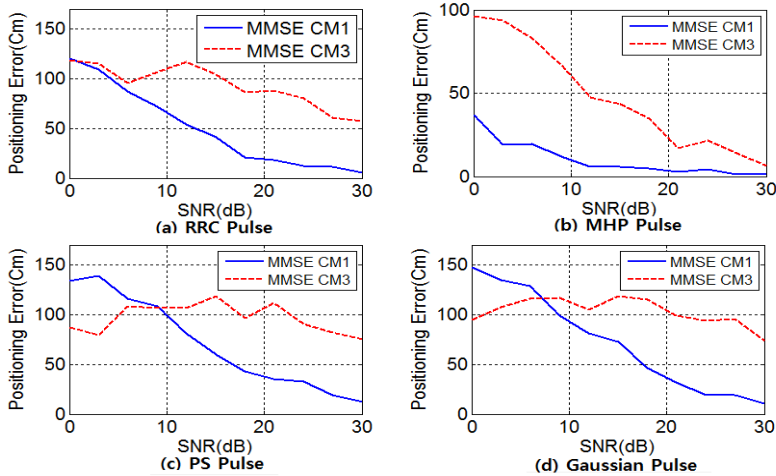 Positioning Error(Cm)
150
100
50
0
MMSE CM1
MMSE CM3
0 10 20 30
SNR(dB)
(a) RRC Pulse
Positioning Error(Cm)
100
50
0
MMSE CM1
MMSE CM3
0 10 20 30
SNR(dB)
(b) MHP Pulse
Positioning Error(Cm)
150
100
50
0
MMSE CM1
MMSE CM3
0 10 20 30
SNR(dB)
(c) PS Pulse
Positioning Error(Cm)
150
100
50
0
MMSE CM1
MMSE CM3
0 10 20 30
SNR(dB)
(d) Gaussian Pulse